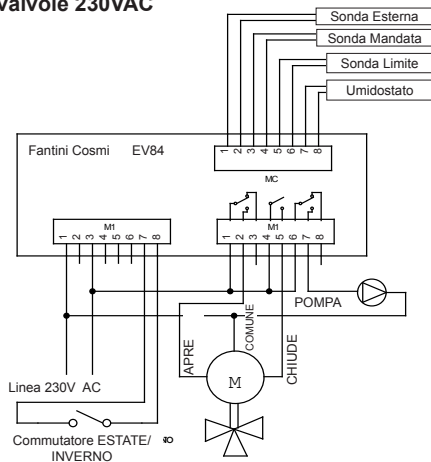 valvole 230VAC
Sonda Esterna
Sonda Mandata
Sonda Limite
Umidostato
1 2 3 4 5 6 7 8
Fantini Cosmi EV84
MC
M1
M1
1 2 3 4 5 6 7 8
1 2 3 4 5 6 7 8
POMPA
APRE
COMUNE
CHIUDE
Linea 230V AC
M
Commutatore ESTATE/
INVERNO